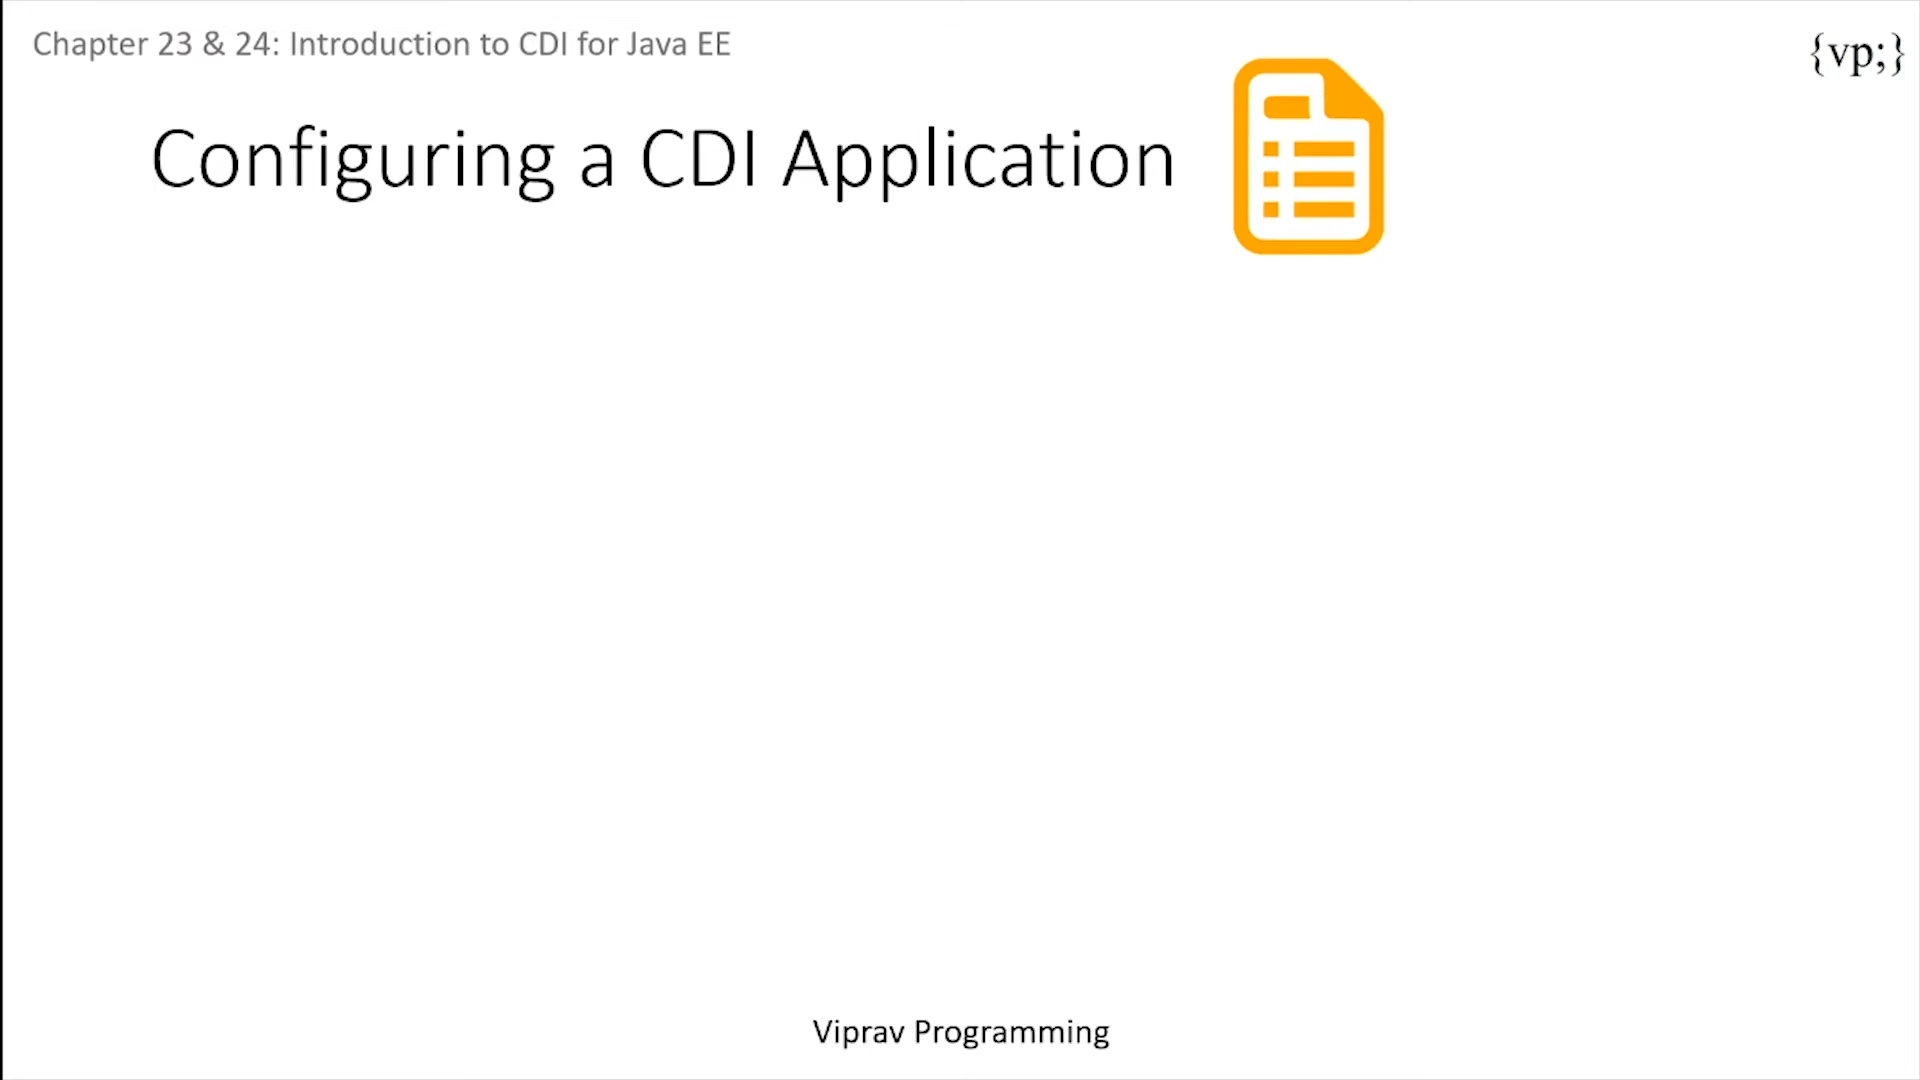 Chapter 23 & 24: Introduction to CDI for Java EE
{vp;}
Configuring a CDI Application
Viprav Programming